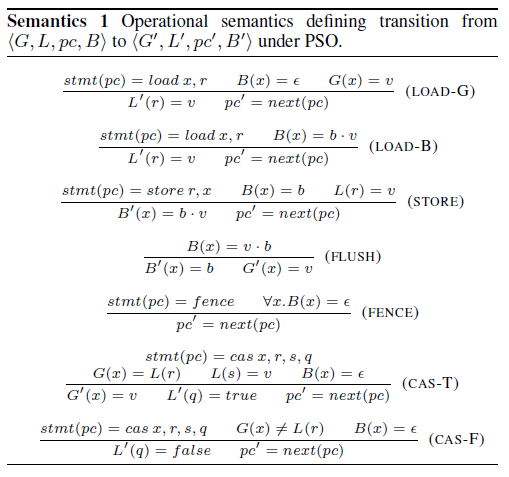 Semantics 1 Operational semantics defining transition from
⟨G, L, pc, B⟩ to ⟨G′, L′, pc′, B′⟩ under PSO.
stmt(pc) = load x, r B(x) = ϵ G(x) = v
L′(r) = v pc′ = next(pc)
(LOAD-G)
stmt(pc) = load x, r B(x) = b · v
L′(r) = v pc′ = next(pc)
(LOAD-B)
stmt(pc) = store r, x B(x) = b L(r) = v
B′(x) = b · v pc′ = next(pc)
(STORE)
B(x) = v · b
B′(x) = b G′(x) = v
(FLUSH)
stmt(pc) = fence ∀x.B(x) = ϵ
pc′ = next(pc)
(FENCE)
stmt(pc) = cas x, r, s, q
G(x) = L(r) L(s) = v B(x) = ϵ
G′(x) = v L′(q) = true pc′ = next(pc)
(CAS-T)
stmt(pc) = cas x, r, s, q G(x) ≠ L(r) B(x) = ϵ
L′(q) = false pc′ = next(pc)
(CAS-F)